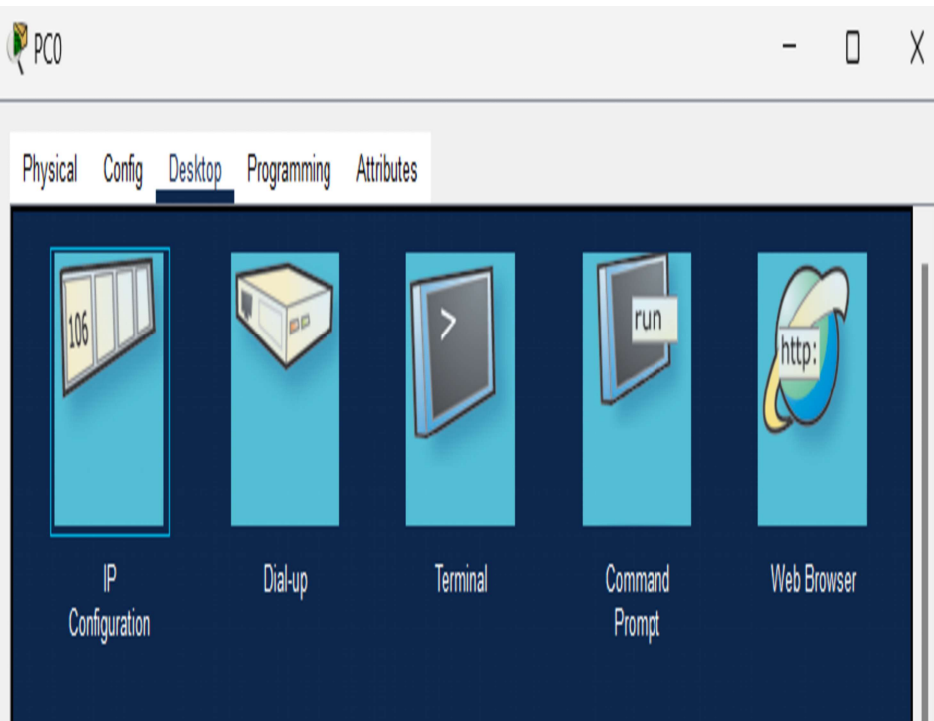 PC0
Physical Config Desktop Programming Attributes
106
>
run
http:
IP
Configuration
Dial-up
Terminal
Command
Prompt
Web Browser